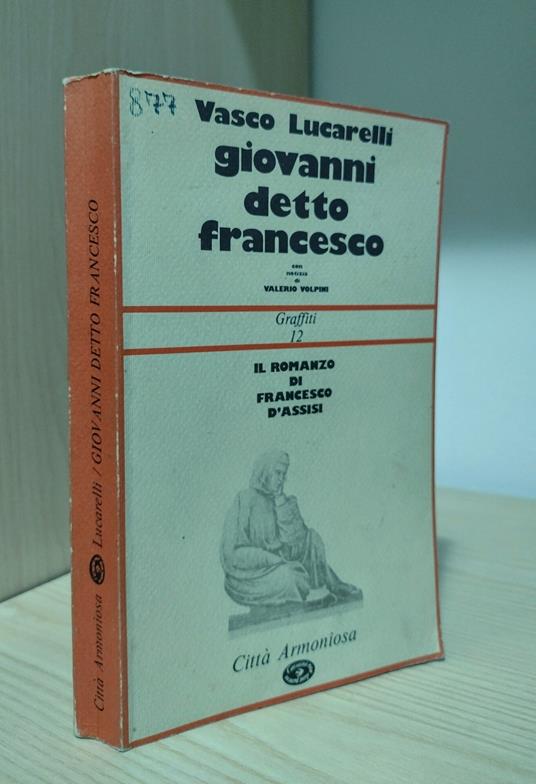 877
Vasco Lucarelli
giovanni
detto
francesco
con
notizia
di
VALERIO VOLPINI
Graffiti
12
IL ROMANZO
DI
FRANCESCO
D'ASSISI
Città Armoniosa
Città Armoniosa Lucarelli / GIOVANNI DETTO FRANCESCO